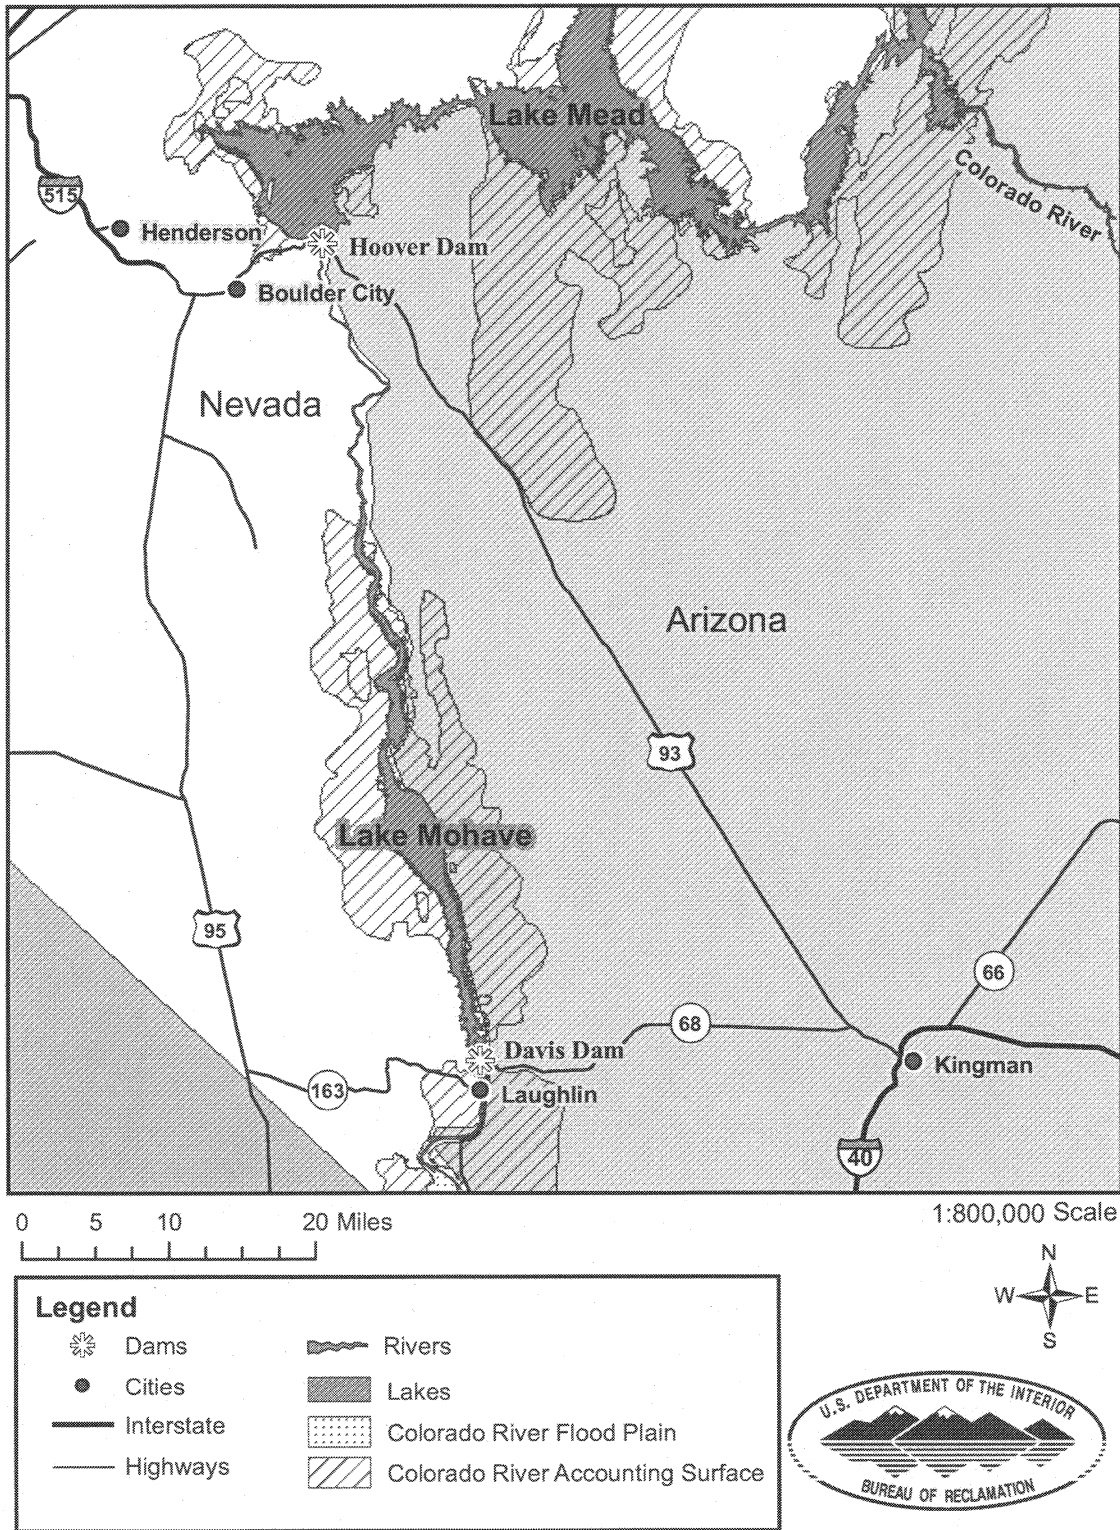 Lake Mead
Colorado River
515
Henderson
Hoover Dam
Boulder City
Nevada
Arizona
93
Lake Mohave
95
66
68
Davis Dam
Kingman
163
Laughlin
40
0 5 10 20 Miles
1:800,000 Scale
N
W E
S
Legend
Dams
Cities
Interstate
Highways
Rivers
Lakes
Colorado River Flood Plain
Colorado River Accounting Surface
U.S. DEPARTMENT OF THE INTERIOR
BUREAU OF RECLAMATION